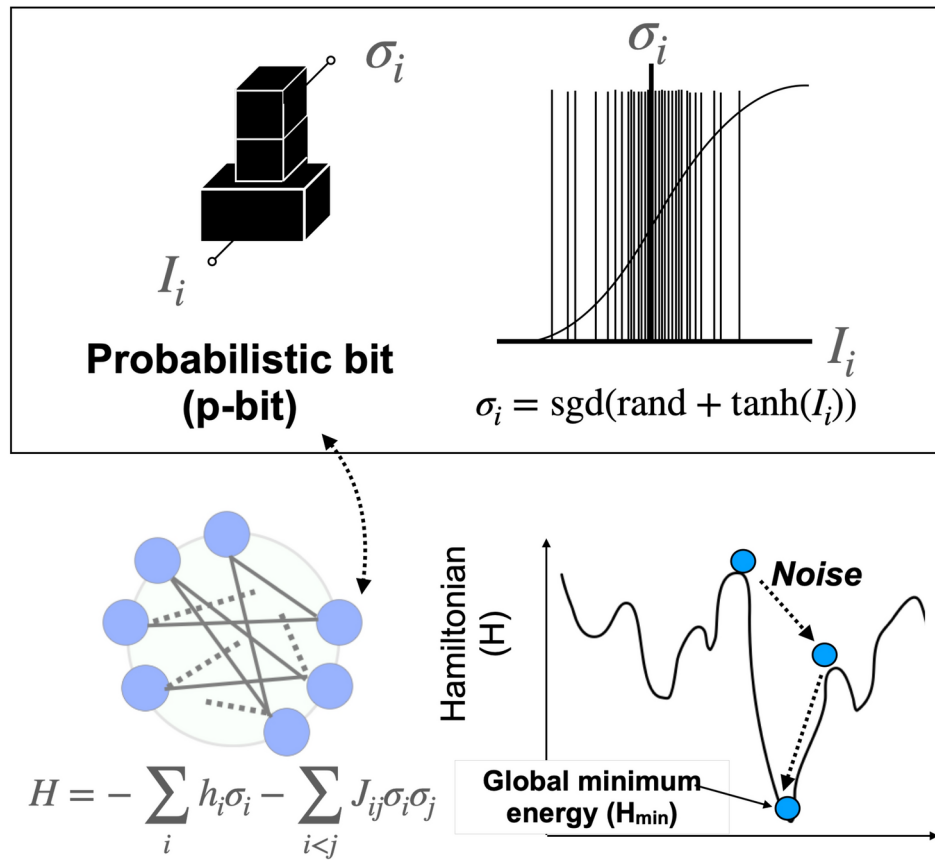 σᵢ
Iᵢ
Probabilistic bit
(p-bit)
σᵢ
Iᵢ
σᵢ = sgd(rand + tanh(Iᵢ))
H = − ∑ᵢ hᵢσᵢ − ∑ᵢ<ⱼ Jᵢⱼσᵢσⱼ
Hamiltonian
(H)
Noise
Global minimum
energy (Hmin)